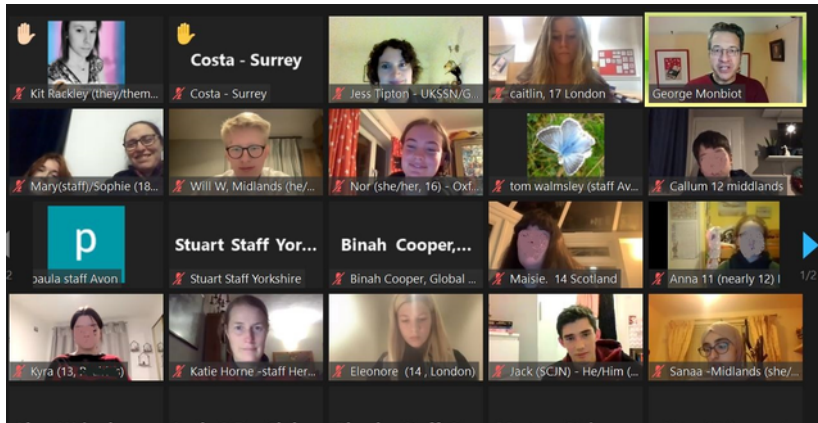 Kit Rackley (they/them...
Costa - Surrey
Costa - Surrey
Jess Tipton - UKSSN/G...
caitlin, 17 London
George Monbiot
Mary(staff)/Sophie (18...
Will W, Midlands (he/...
Nor (she/her, 16) - Oxf...
tom walmsley (staff Av...
Callum 12 middlands
p
paula staff Avon
Stuart Staff Yor...
Stuart Staff Yorkshire
Binah Cooper,...
Binah Cooper, Global ...
Maisie. 14 Scotland
Anna 11 (nearly 12)
1/2
Kyra (13,
Katie Horne -staff Her...
Eleonore (14 , London)
Jack (SCJN) - He/Him (...
Sanaa -Midlands (she/...